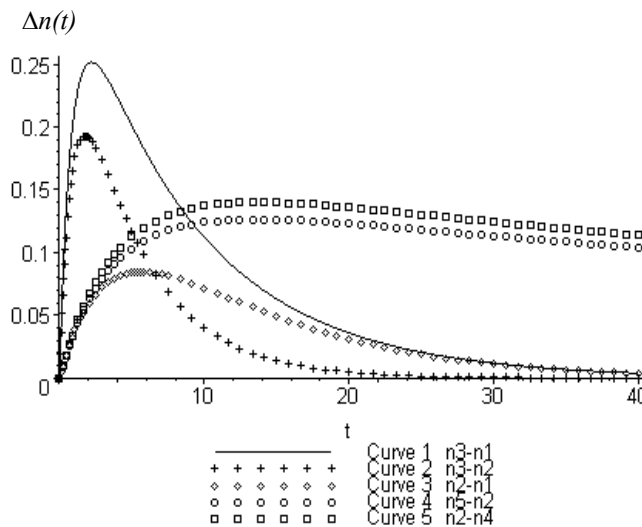 Δn(t)
0.25
0.2
0.15
0.1
0.05
0
10
20
30
40
t
Curve 1 n3-n1
Curve 2 n3-n2
Curve 3 n2-n1
Curve 4 n5-n2
Curve 5 n2-n4